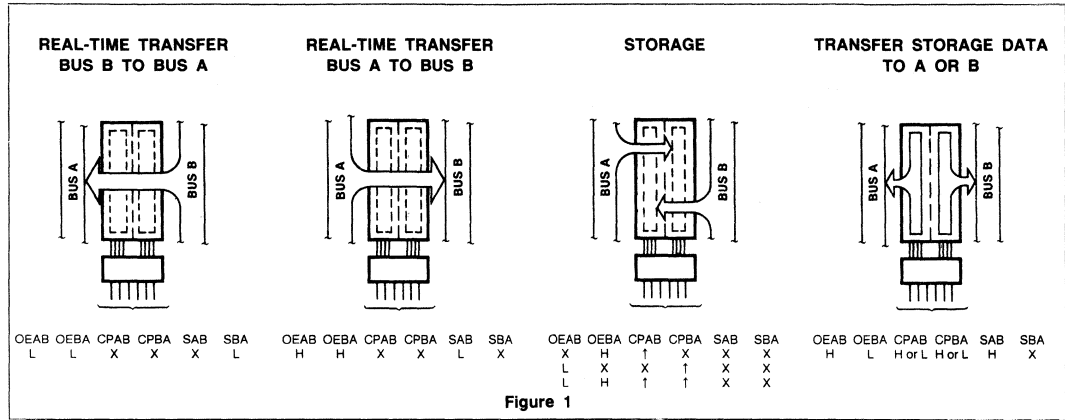 REAL-TIME TRANSFER
BUS B TO BUS A
REAL-TIME TRANSFER
BUS A TO BUS B
STORAGE
TRANSFER STORAGE DATA
TO A OR B
BUS A
BUS B
BUS A
BUS B
BUS A
BUS B
BUS A
BUS B
OEAB OEBA CPAB CPBA SAB SBA
L L X X X L
OEAB OEBA CPAB CPBA SAB SBA
H H X X L X
OEAB OEBA CPAB CPBA SAB SBA
X H ↑ X X X
L X X ↑ X X
L H ↑ ↑ X X
OEAB OEBA CPAB CPBA SAB SBA
H L H or L H or L H X
Figure 1